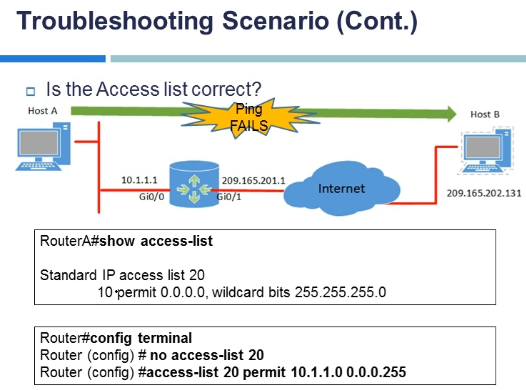 Troubleshooting Scenario (Cont.)
Is the Access list correct?
Host A
Ping
FAILS
Host B
10.1.1.1
209.165.201.1
Gi0/0
Gi0/1
Internet
209.165.202.131
RouterA#show access-list
Standard IP access list 20
10 permit 0.0.0.0, wildcard bits 255.255.255.0
Router#config terminal
Router (config) # no access-list 20
Router (config) #access-list 20 permit 10.1.1.0 0.0.0.255